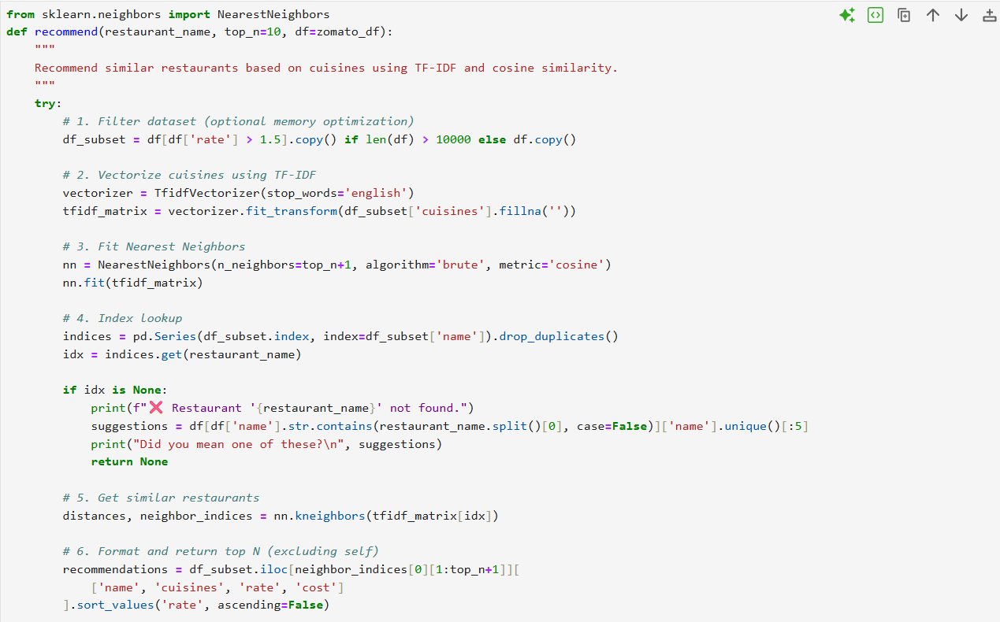 from sklearn.neighbors import NearestNeighbors
def recommend(restaurant_name, top_n=10, df=zomato_df):
    """
    Recommend similar restaurants based on cuisines using TF-IDF and cosine similarity.
    """
    try:
        # 1. Filter dataset (optional memory optimization)
        df_subset = df[df['rate'] > 1.5].copy() if len(df) > 10000 else df.copy()

        # 2. Vectorize cuisines using TF-IDF
        vectorizer = TfidfVectorizer(stop_words='english')
        tfidf_matrix = vectorizer.fit_transform(df_subset['cuisines'].fillna(''))

        # 3. Fit Nearest Neighbors
        nn = NearestNeighbors(n_neighbors=top_n+1, algorithm='brute', metric='cosine')
        nn.fit(tfidf_matrix)

        # 4. Index lookup
        indices = pd.Series(df_subset.index, index=df_subset['name']).drop_duplicates()
        idx = indices.get(restaurant_name)

        if idx is None:
            print(f"❌ Restaurant '{restaurant_name}' not found.")
            suggestions = df[df['name'].str.contains(restaurant_name.split()[0], case=False)]['name'].unique()[:5]
            print("Did you mean one of these?\n", suggestions)
            return None

        # 5. Get similar restaurants
        distances, neighbor_indices = nn.kneighbors(tfidf_matrix[idx])

        # 6. Format and return top N (excluding self)
        recommendations = df_subset.iloc[neighbor_indices[0][1:top_n+1]][
            ['name', 'cuisines', 'rate', 'cost']
        ].sort_values('rate', ascending=False)